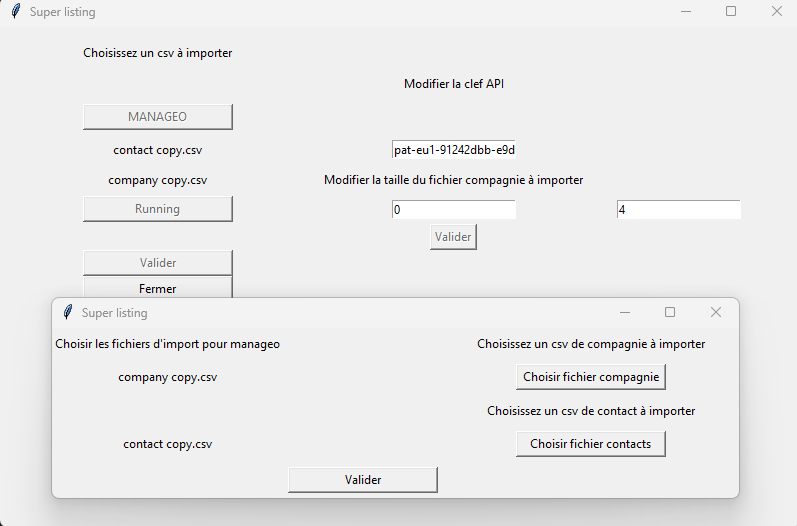 Super listing
Choisissez un csv à importer
Modifier la clef API
MANAGEO
contact copy.csv
pat-eu1-91242dbb-e9d
company copy.csv
Modifier la taille du fichier compagnie à importer
Running
0
4
Valider
Valider
Fermer
Super listing
Choisir les fichiers d'import pour manageo
Choisissez un csv de compagnie à importer
company copy.csv
Choisir fichier compagnie
Choisissez un csv de contact à importer
contact copy.csv
Choisir fichier contacts
Valider